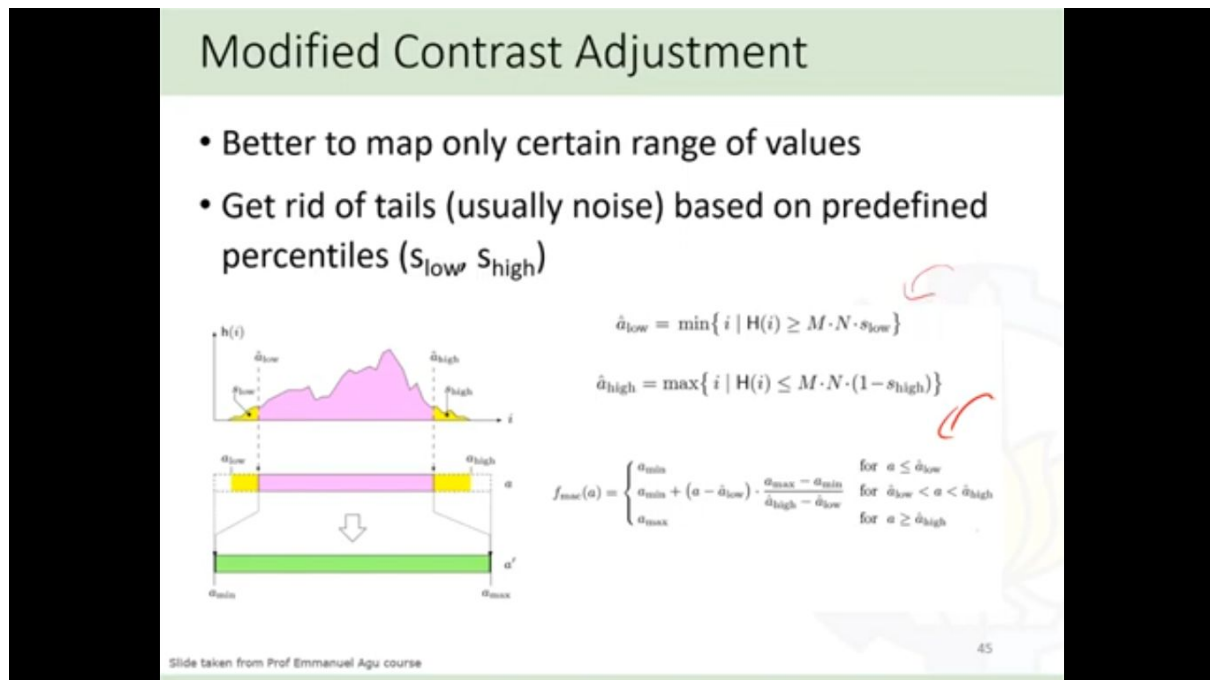 Modified Contrast Adjustment
• Better to map only certain range of values
• Get rid of tails (usually noise) based on predefined
percentiles (s_low, s_high)
h(i)
â_low
â_high
s_low
s_high
i
a_low
a_high
a
a′
a_min
a_max
â_low = min{ i | H(i) ≥ M·N·s_low}
â_high = max{ i | H(i) ≤ M·N·(1−s_high)}
f_mac(a) = { a_min for a ≤ â_low
a_min + (a − â_low) · (a_max − a_min) / (â_high − â_low) for â_low < a < â_high
a_max for a ≥ â_high
45
Slide taken from Prof Emmanuel Agu course